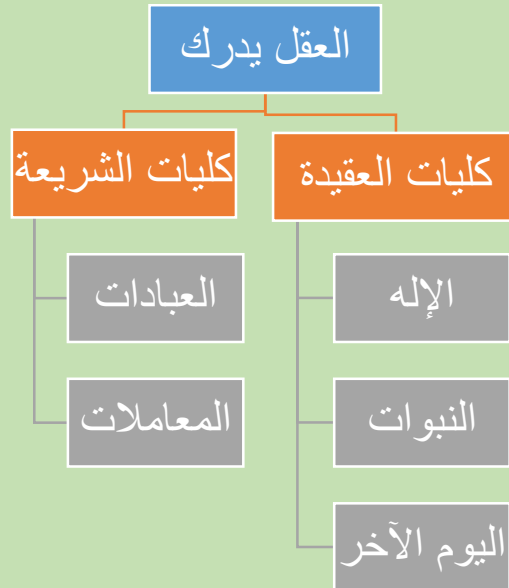 العقل يدرك
كليات العقيدة
الإله
النبوات
اليوم الآخر
كليات الشريعة
العبادات
المعاملات